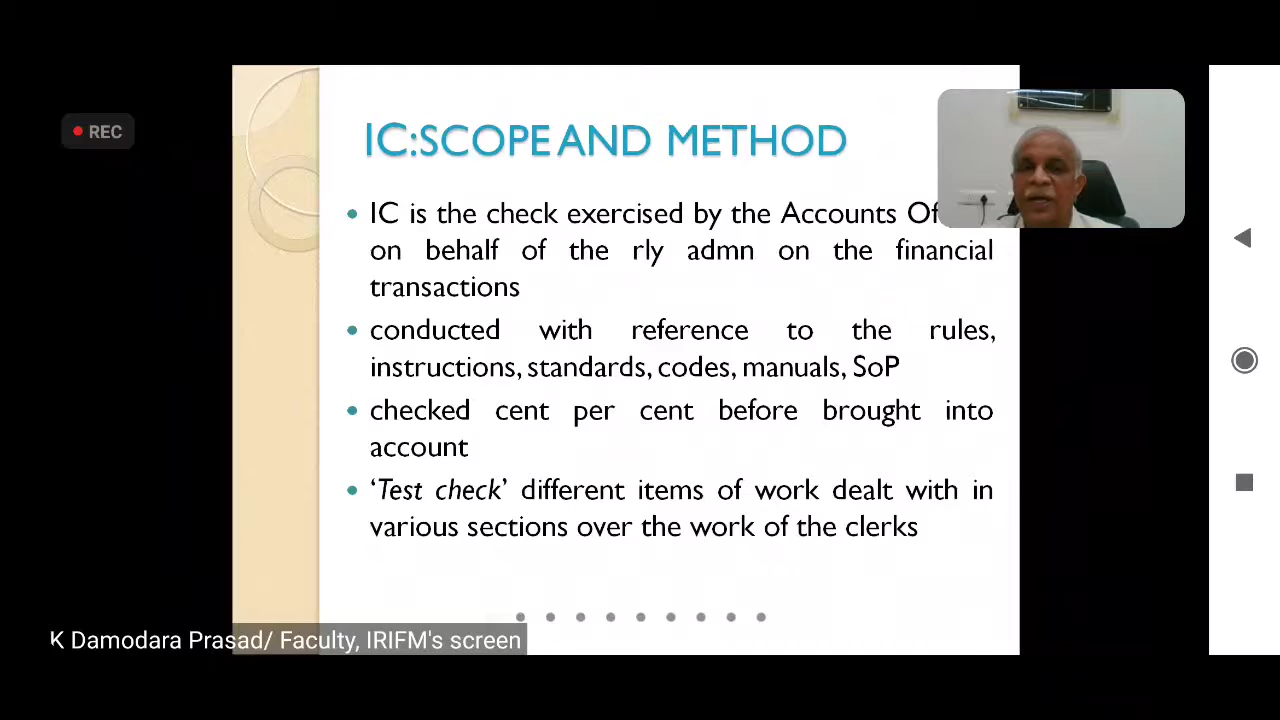 REC
IC:SCOPE AND METHOD
IC is the check exercised by the Accounts
on behalf of the rly admn on the financial
transactions
conducted with reference to the rules,
instructions, standards, codes, manuals, SoP
checked cent per cent before brought into
account
‘Test check’ different items of work dealt with in
various sections over the work of the clerks
K Damodara Prasad/ Faculty, IRIFM's screen